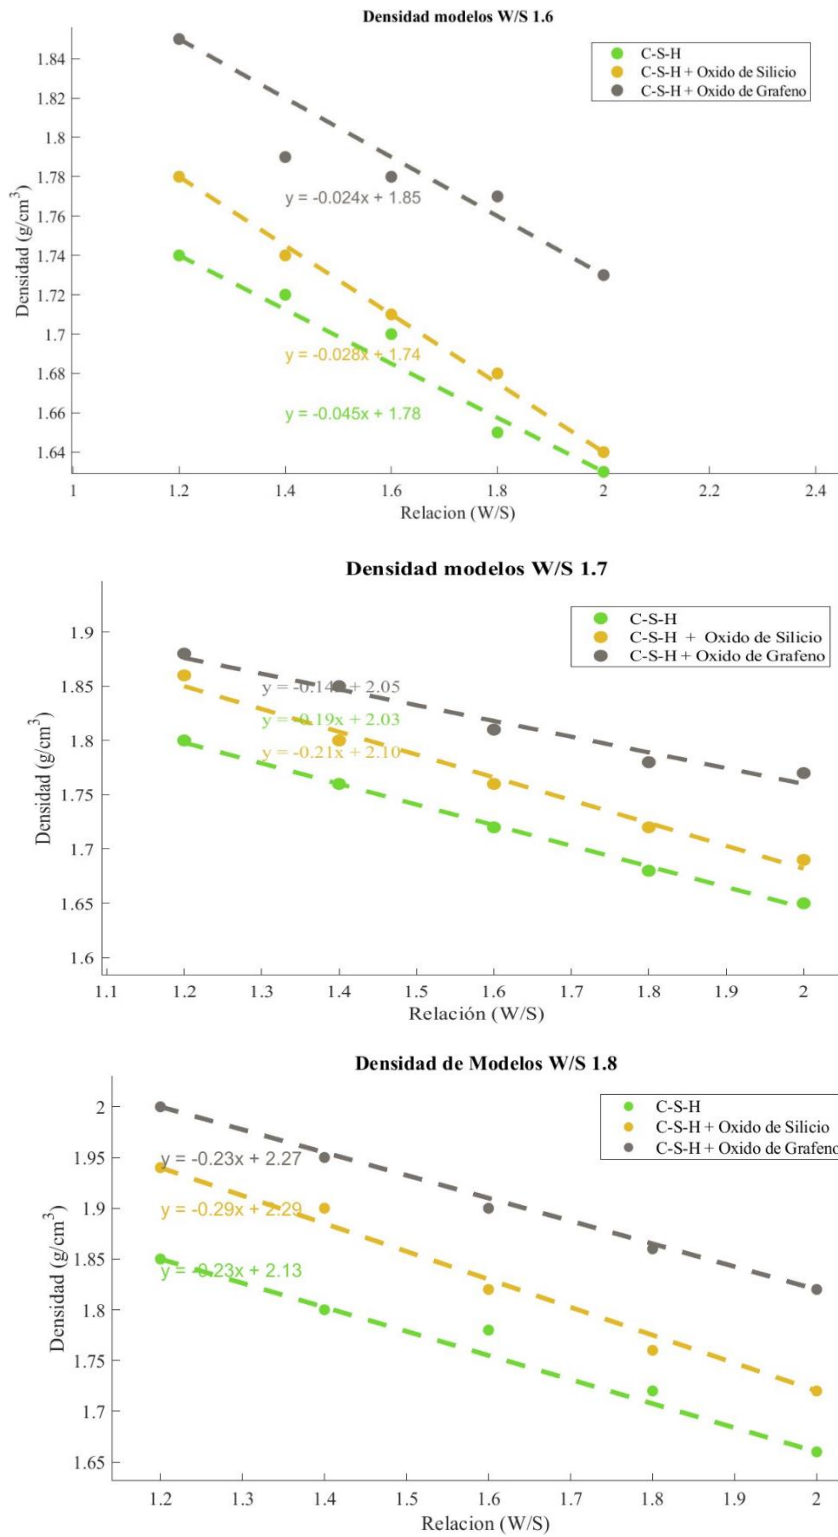 Densidad modelos W/S 1.6
C-S-H
C-S-H + Oxido de Silicio
C-S-H + Oxido de Grafeno
Densidad (g/cm³)
1.84
1.82
1.8
1.78
1.76
1.74
1.72
1.7
1.68
1.66
1.64
y = -0.024x + 1.85
y = -0.028x + 1.74
y = -0.045x + 1.78
1 1.2 1.4 1.6 1.8 2 2.2 2.4
Relacion (W/S)
Densidad modelos W/S 1.7
C-S-H
C-S-H + Oxido de Silicio
C-S-H + Oxido de Grafeno
Densidad (g/cm³)
1.9
1.85
1.8
1.75
1.7
1.65
1.6
y = -0.14x + 2.05
y = -0.19x + 2.03
y = -0.21x + 2.10
1.1 1.2 1.3 1.4 1.5 1.6 1.7 1.8 1.9 2
Relación (W/S)
Densidad de Modelos W/S 1.8
C-S-H
C-S-H + Oxido de Silicio
C-S-H + Oxido de Grafeno
Densidad (g/cm³)
2
1.95
1.9
1.85
1.8
1.75
1.7
1.65
y = -0.23x + 2.27
y = -0.29x + 2.29
y = -0.23x + 2.13
1.2 1.3 1.4 1.5 1.6 1.7 1.8 1.9 2
Relacion (W/S)